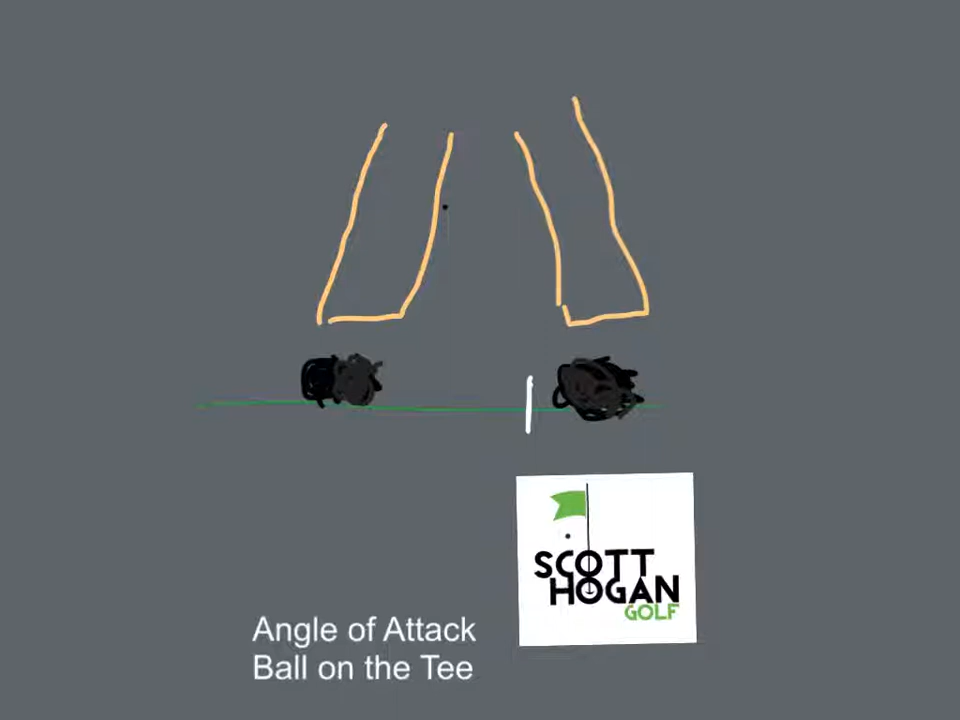 SCOTT
HOGAN
GOLF
Angle of Attack
Ball on the Tee